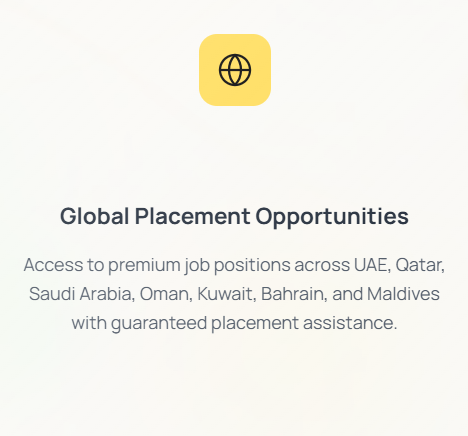 Global Placement Opportunities
Access to premium job positions across UAE, Qatar,
Saudi Arabia, Oman, Kuwait, Bahrain, and Maldives
with guaranteed placement assistance.